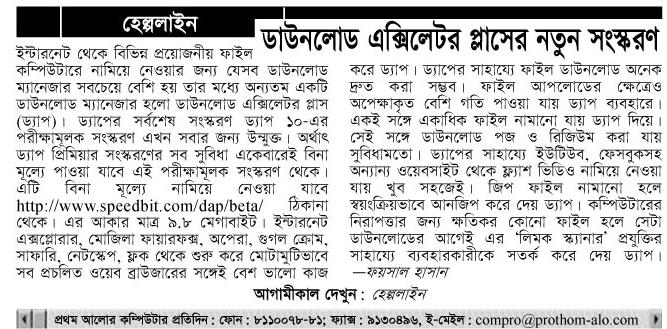 হেল্পলাইন
ডাউনলোড এক্সিলেটর প্লাসের নতুন সংস্করণ
ইন্টারনেট থেকে বিভিন্ন প্রয়োজনীয় ফাইল
কম্পিউটারে নামিয়ে নেওয়ার জন্য যেসব ডাউনলোড
ম্যানেজার সবচেয়ে বেশি হয় তার মধ্যে অন্যতম একটি
ডাউনলোড ম্যানেজার হলো ডাউনলোড এক্সিলেটর প্লাস
(ড্যাপ)। ড্যাপের সর্বশেষ সংস্করণ ড্যাপ ১০-এর
পরীক্ষামূলক সংস্করণ এখন সবার জন্য উন্মুক্ত। অর্থাৎ
ড্যাপ প্রিমিয়ার সংস্করণের সব সুবিধা একেবারেই বিনা
মূল্যে পাওয়া যাবে এই পরীক্ষামূলক সংস্করণ থেকে।
এটি বিনা মূল্যে নামিয়ে নেওয়া যাবে
http://www.speedbit.com/dap/beta/ ঠিকানা
থেকে। এর আকার মাত্র ৯.৮ মেগাবাইট। ইন্টারনেট
এক্সপ্লোরার, মোজিলা ফায়ারফক্স, অপেরা, গুগল ক্রোম,
সাফারি, নেটস্কেপ, ফ্লক থেকে শুরু করে মোটামুটিভাবে
সব প্রচলিত ওয়েব ব্রাউজারের সঙ্গেই বেশ ভালো কাজ
করে ড্যাপ। ড্যাপের সাহায্যে ফাইল ডাউনলোড অনেক
দ্রুত করা সম্ভব। ফাইল আপলোডের ক্ষেত্রেও
অপেক্ষাকৃত বেশি গতি পাওয়া যায় ড্যাপ ব্যবহারে।
একই সঙ্গে একাধিক ফাইল নামানো যায় ড্যাপ দিয়ে।
সেই সঙ্গে ডাউনলোড পজ ও রিজিউম করা যায়
সুবিধামতো। ড্যাপের সাহায্যে ইউটিউব, ফেসবুকসহ
অন্যান্য ওয়েবসাইট থেকে ফ্ল্যাশ ভিডিও নামিয়ে নেওয়া
যায় খুব সহজেই। জিপ ফাইল নামানো হলে
স্বয়ংক্রিয়ভাবে আনজিপ করে দেয় ড্যাপ। কম্পিউটারের
নিরাপত্তার জন্য ক্ষতিকর কোনো ফাইল হলে সেটা
ডাউনলোডের আগেই এর ‘লিমক স্ক্যানার’ প্রযুক্তির
সাহায্যে ব্যবহারকারীকে সতর্ক করে দেয় ড্যাপ।
—ফয়সাল হাসান
আগামীকাল দেখুন : হেল্পলাইন
প্রথম আলোর কম্পিউটার প্রতিদিন : ফোন : ৮১১০০৭৮-৮১; ফ্যাক্স : ৯১৩০৪৯৬, ই-মেইল : compro@prothom-alo.com